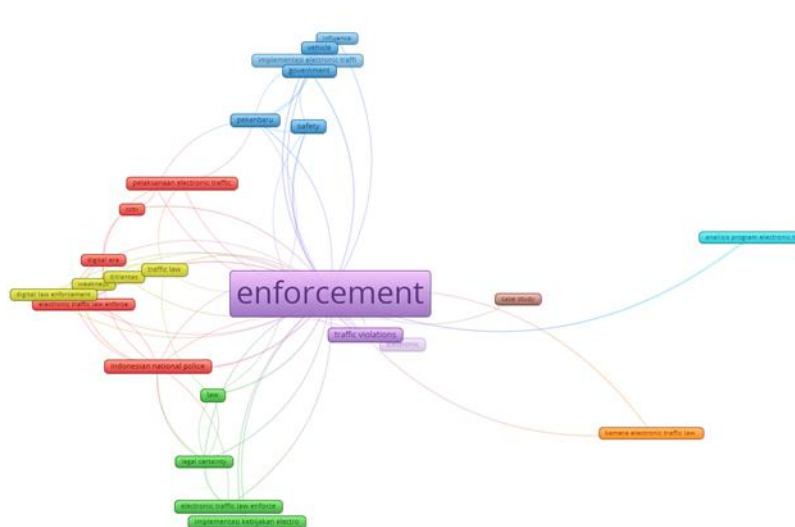 influence
vehicle
implementasi electronic traffi
government
pekanbaru
safety
pelaksanaan electronic traffic
analisis program electronic t
digital era
traffic law
weakness
digital law enforcement
electronic traffic law enforce
enforcement
case study
traffic violations
indonesian national police
law
kamera electronic traffic law
legal certainty
electronic traffic law enforce
implementasi kebijakan electro